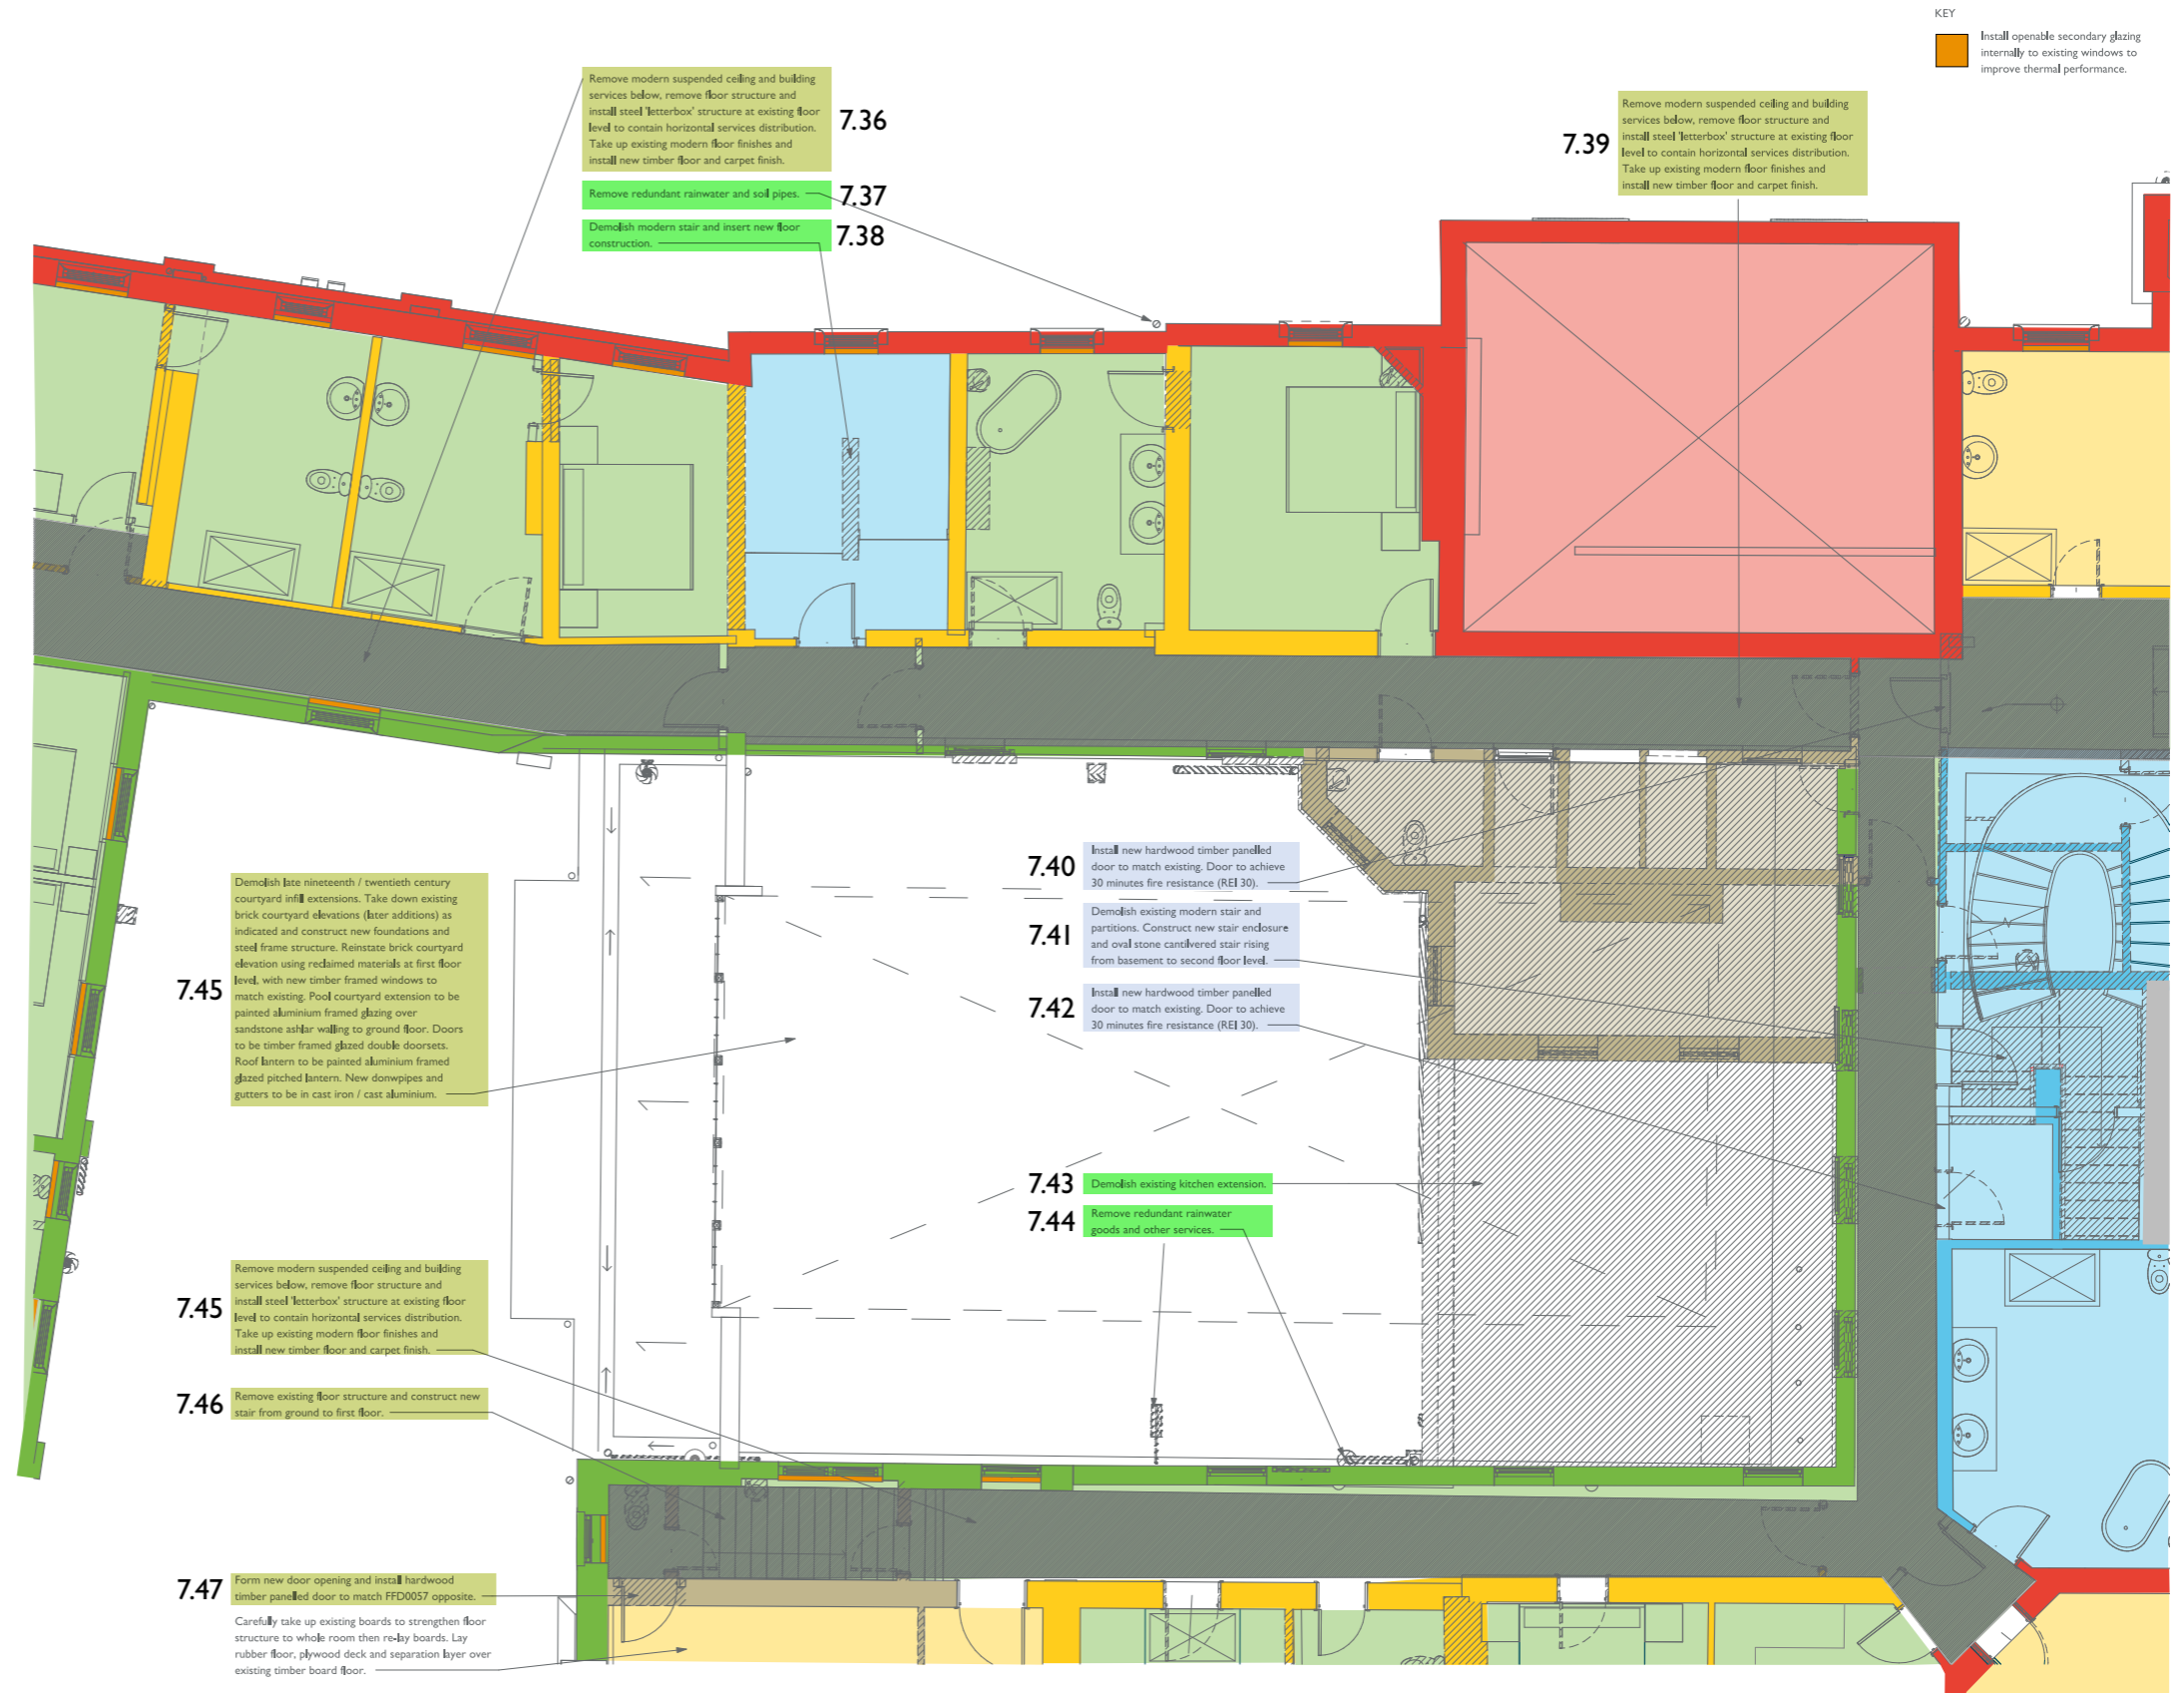 KEY
Install openable secondary glazing
internally to existing windows to
improve thermal performance.
Remove modern suspended ceiling and building
services below, remove floor structure and
install steel 'letterbox' structure at existing floor
level to contain horizontal services distribution.
Take up existing modern floor finishes and
install new timber floor and carpet finish.
7.36
Remove redundant rainwater and soil pipes.
7.37
Demolish modern stair and insert new floor
construction.
7.38
7.39
Remove modern suspended ceiling and building
services below, remove floor structure and
install steel 'letterbox' structure at existing floor
level to contain horizontal services distribution.
Take up existing modern floor finishes and
install new timber floor and carpet finish.
7.40
Install new hardwood timber panelled
door to match existing. Door to achieve
30 minutes fire resistance (REI 30).
7.41
Demolish existing modern stair and
partitions. Construct new stair enclosure
and oval stone cantilvered stair rising
from basement to second floor level.
7.42
Install new hardwood timber panelled
door to match existing. Door to achieve
30 minutes fire resistance (REI 30).
7.43
Demolish existing kitchen extension.
7.44
Remove redundant rainwater
goods and other services.
7.45
Demolish late nineteenth / twentieth century
courtyard infill extensions. Take down existing
brick courtyard elevations (later additions) as
indicated and construct new foundations and
steel frame structure. Reinstate brick courtyard
elevation using reclaimed materials at first floor
level, with new timber framed windows to
match existing. Pool courtyard extension to be
painted aluminium framed glazing over
sandstone ashlar walling to ground floor. Doors
to be timber framed glazed double doorsets.
Roof lantern to be painted aluminium framed
glazed pitched lantern. New donwpipes and
gutters to be in cast iron / cast aluminium.
7.45
Remove modern suspended ceiling and building
services below, remove floor structure and
install steel 'letterbox' structure at existing floor
level to contain horizontal services distribution.
Take up existing modern floor finishes and
install new timber floor and carpet finish.
7.46
Remove existing floor structure and construct new
stair from ground to first floor.
7.47
Form new door opening and install hardwood
timber panelled door to match FFD0057 opposite.
Carefully take up existing boards to strengthen floor
structure to whole room then re-lay boards. Lay
rubber floor, plywood deck and separation layer over
existing timber board floor.